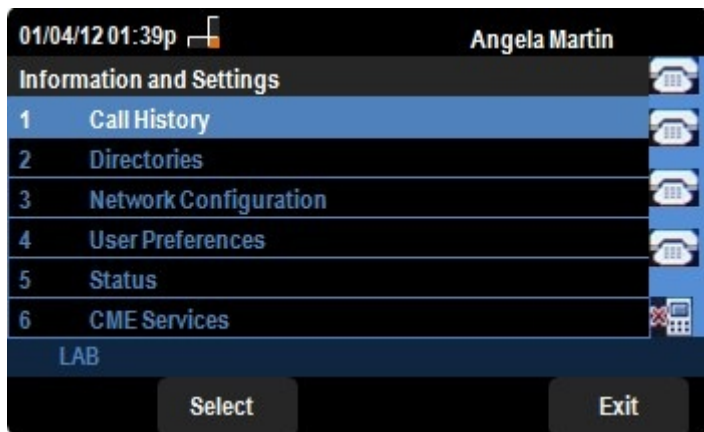 01/04/12 01:39p Angela Martin
Information and Settings
1 Call History
2 Directories
3 Network Configuration
4 User Preferences
5 Status
6 CME Services
LAB
Select Exit